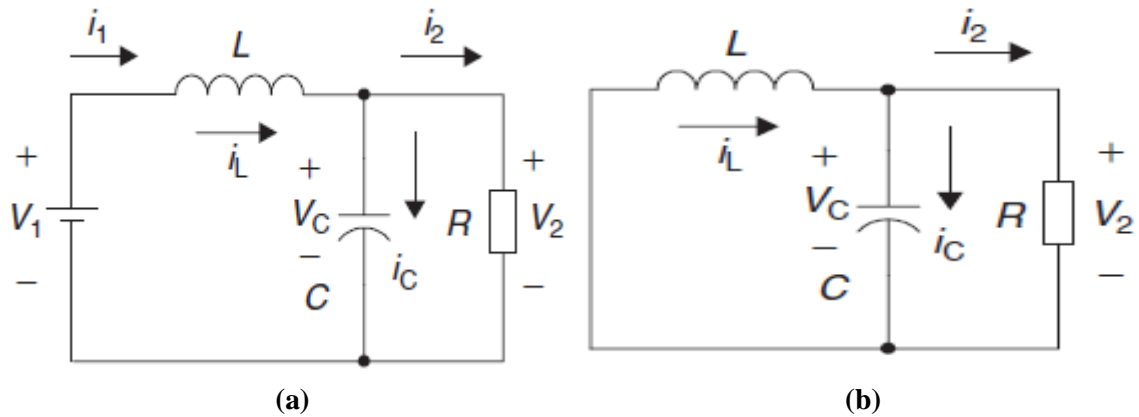 i1 L i2
+ iL + +
V1 VC R V2
− − iC −
C
(a)
L i2
iL + +
VC R V2
− iC −
C
(b)